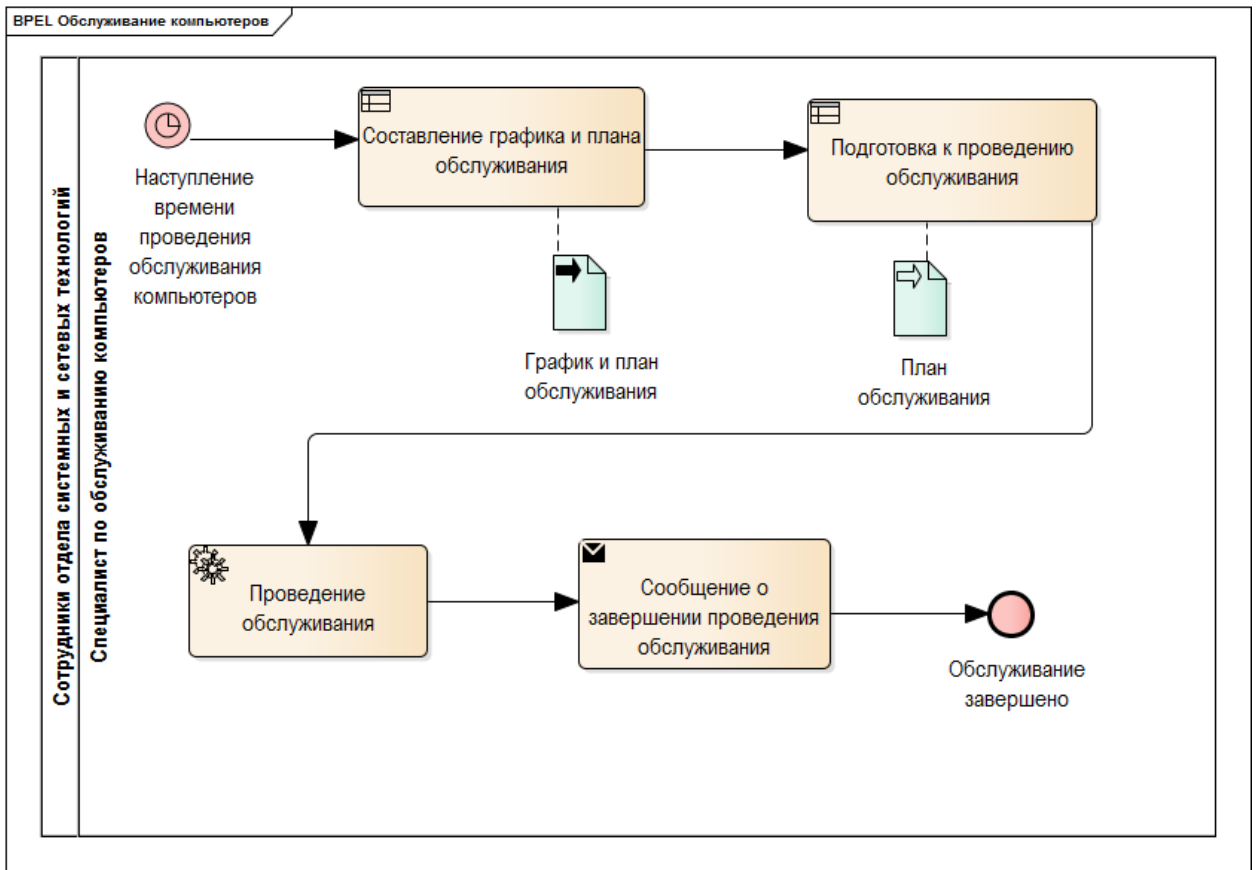 BPEL Обслуживание компьютеров
Сотрудники отдела системных и сетевых технологий
Специалист по обслуживанию компьютеров
Наступление
времени
проведения
обслуживания
компьютеров
Составление графика и плана
обслуживания
Подготовка к проведению
обслуживания
График и план
обслуживания
План
обслуживания
Проведение
обслуживания
Сообщение о
завершении проведения
обслуживания
Обслуживание
завершено